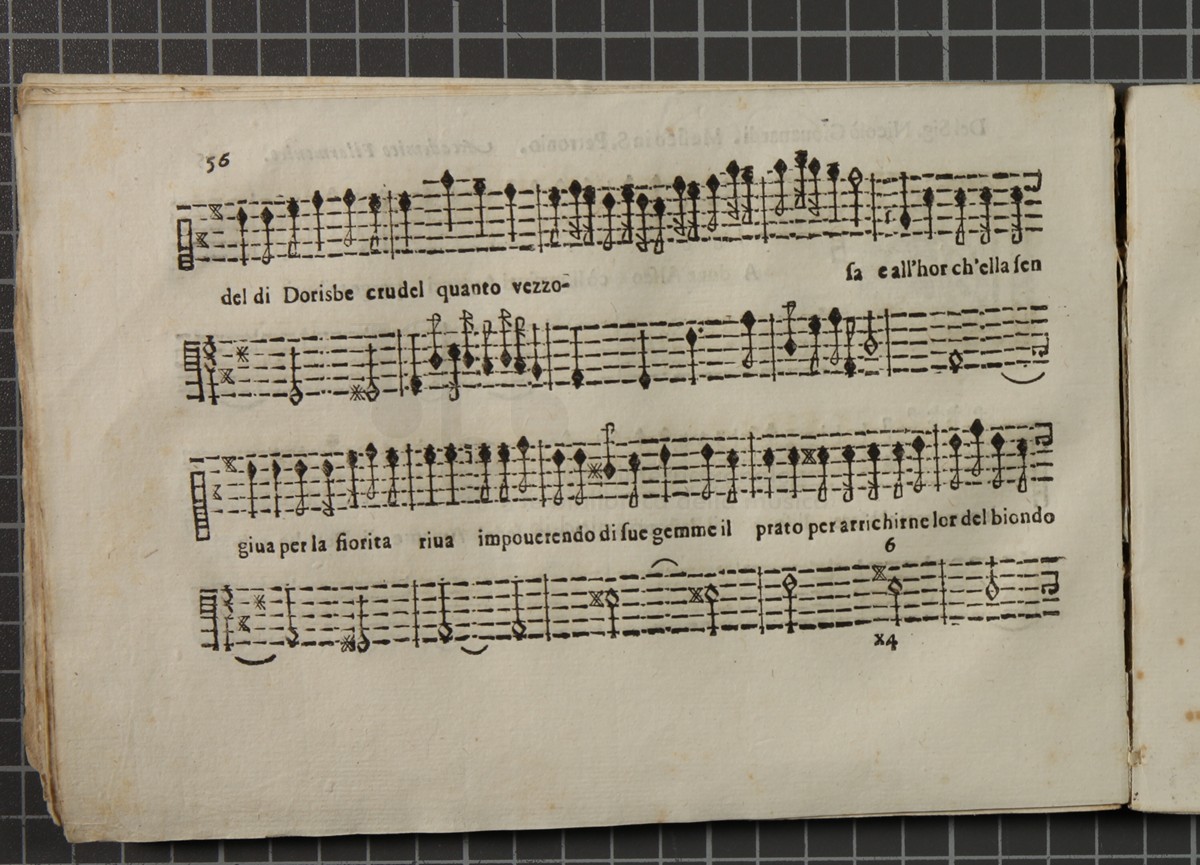 56
del di Dorisbe crudel quanto vezzo- sa e all'hor ch'ella sen
giua per la fiorita riua impouerendo di sue gemme il prato per arrichirne lor del biondo
6
x4